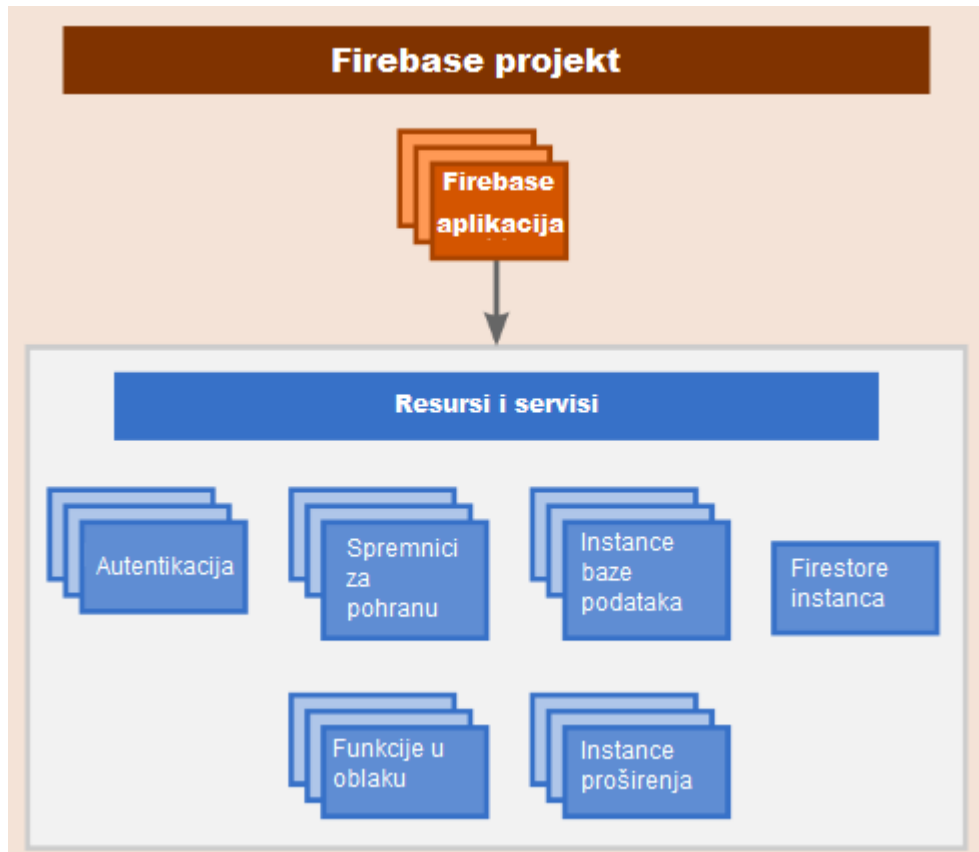 Firebase projekt
Firebase
aplikacija
Resursi i servisi
Autentikacija
Spremnici
za
pohranu
Instance
baze
podataka
Firestore
instanca
Funkcije u
oblaku
Instance
proširenja